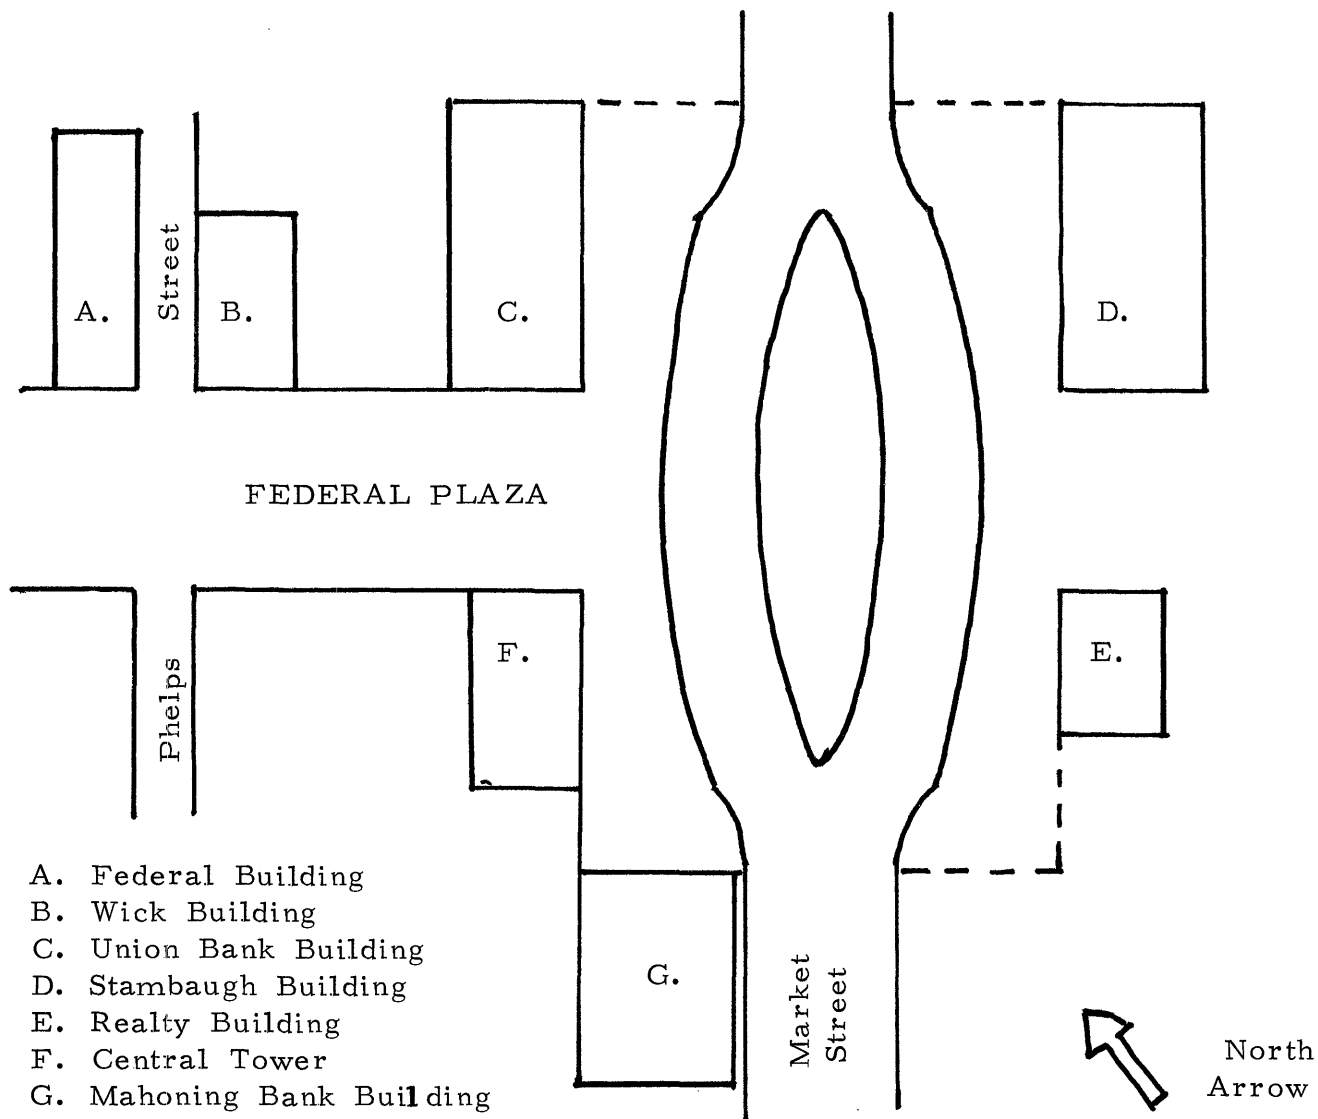 Street
A.
B.
C.
D.
FEDERAL PLAZA
F.
E.
Phelps
G.
Market
Street
A. Federal Building
B. Wick Building
C. Union Bank Building
D. Stambaugh Building
E. Realty Building
F. Central Tower
G. Mahoning Bank Building
North
Arrow